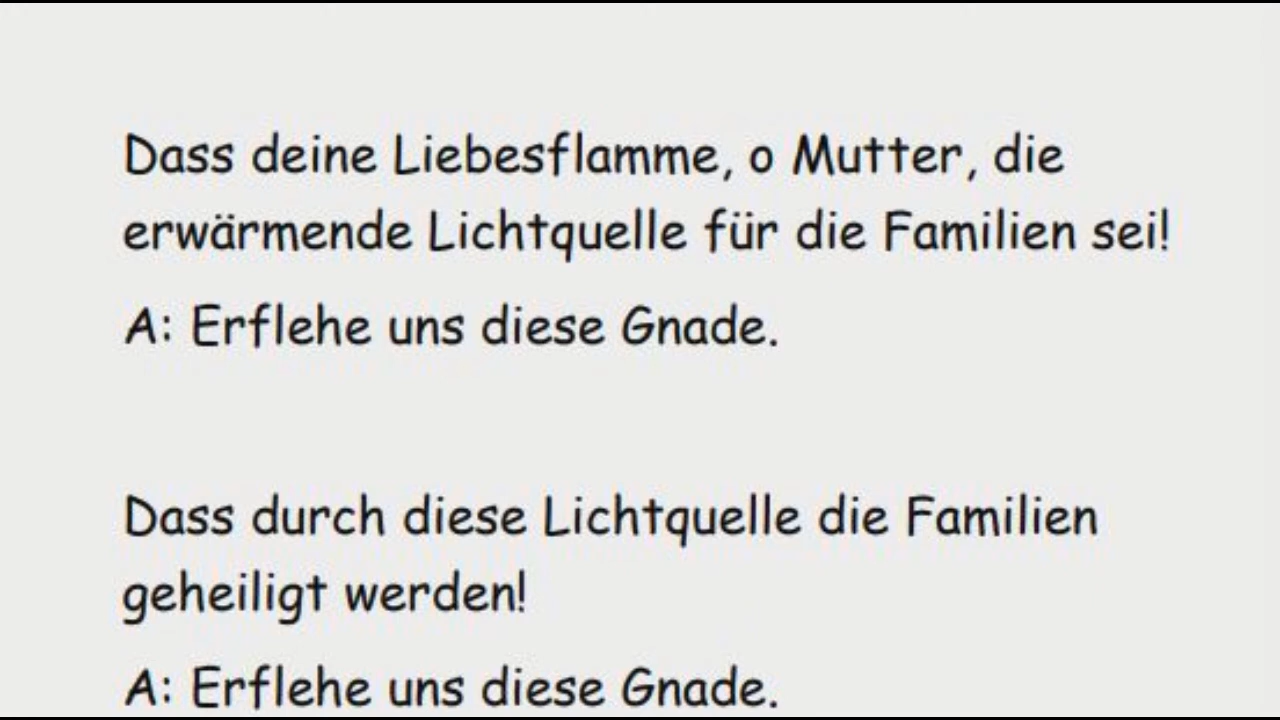 Dass deine Liebesflamme, o Mutter, die
erwärmende Lichtquelle für die Familien sei!
A: Erflehe uns diese Gnade.
Dass durch diese Lichtquelle die Familien
geheiligt werden!
A: Erflehe uns diese Gnade.